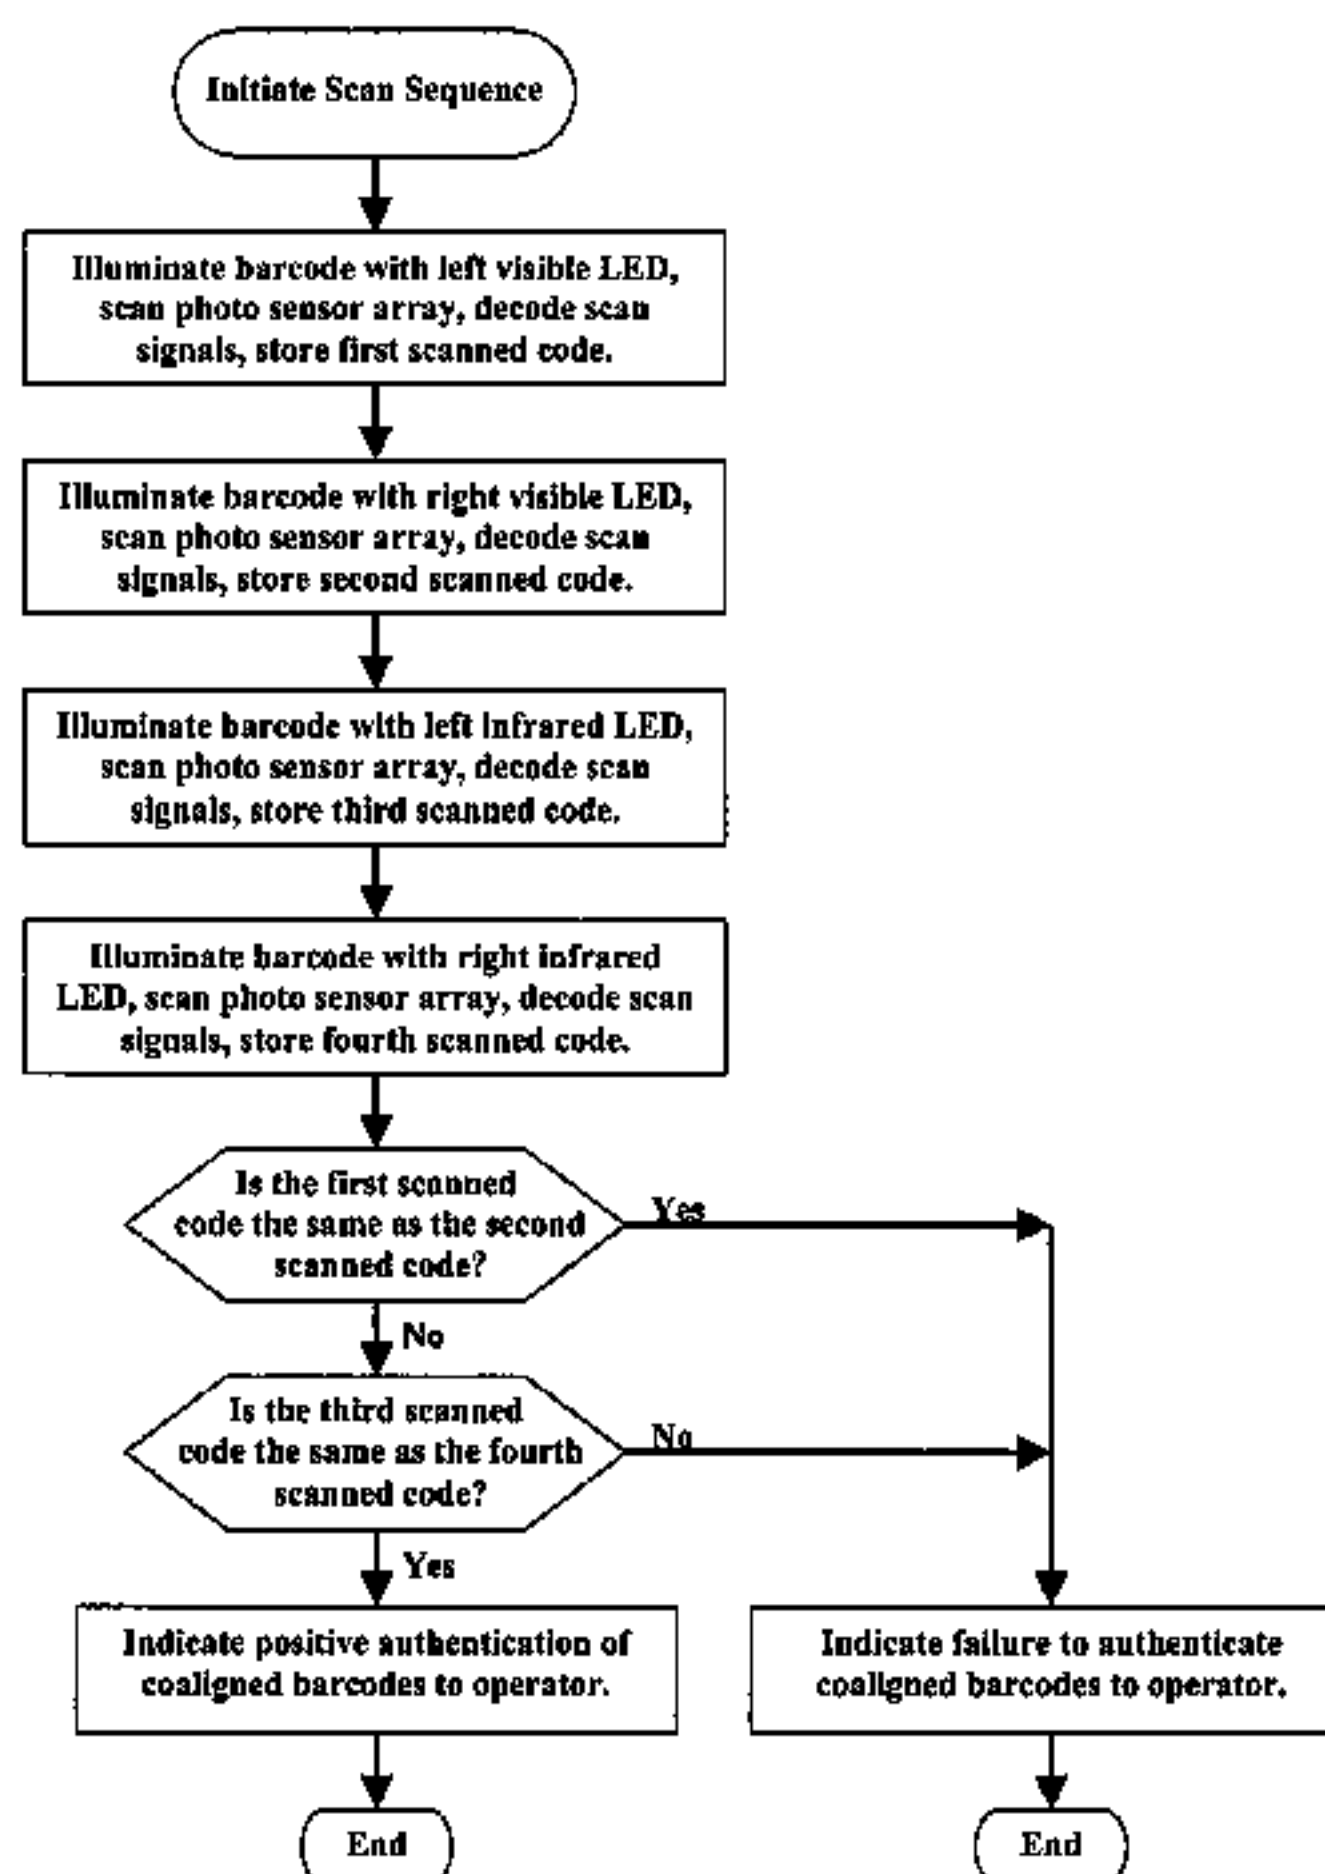 Initiate Scan Sequence
Illuminate barcode with left visible LED,
scan photo sensor array, decode scan
signals, store first scanned code.
Illuminate barcode with right visible LED,
scan photo sensor array, decode scan
signals, store second scanned code.
Illuminate barcode with left infrared LED,
scan photo sensor array, decode scan
signals, store third scanned code.
Illuminate barcode with right infrared
LED, scan photo sensor array, decode scan
signals, store fourth scanned code.
Is the first scanned
code the same as the second
scanned code?
Yes
No
Is the third scanned
code the same as the fourth
scanned code?
No
Yes
Indicate positive authentication of
coaligned barcodes to operator.
Indicate failure to authenticate
coaligned barcodes to operator.
End
End